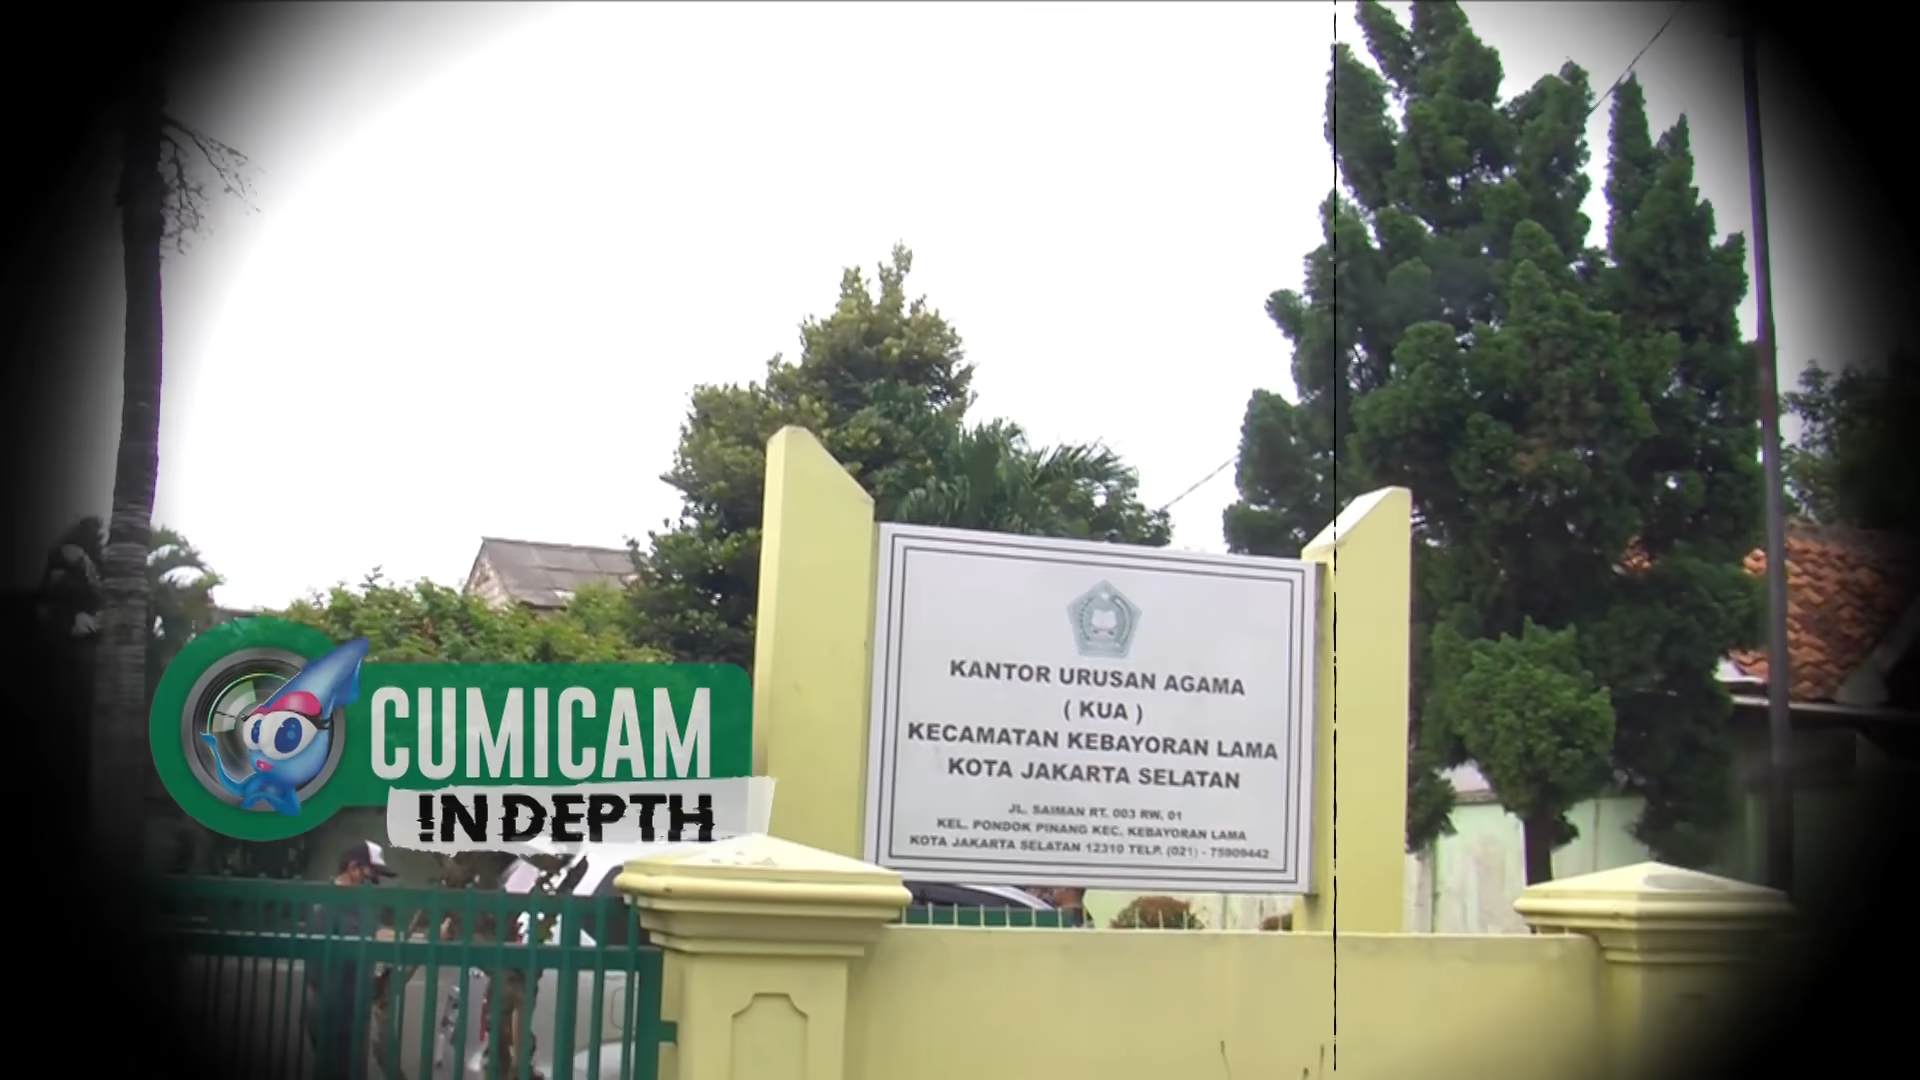 CUMICAM
!NDEPTH
KANTOR URUSAN AGAMA
( KUA )
KECAMATAN KEBAYORAN LAMA
KOTA JAKARTA SELATAN
JL. SAIMAN RT. 003 RW. 01
KEL. PONDOK PINANG KEC. KEBAYORAN LAMA
KOTA JAKARTA SELATAN 12310 TELP. (021) - 75909442